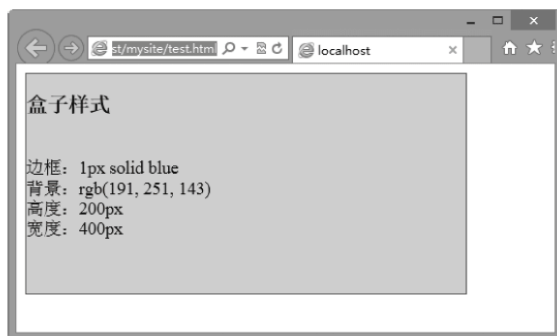 st/mysite/test.html
localhost
盒子样式
边框：1px solid blue
背景：rgb(191, 251, 143)
高度：200px
宽度：400px